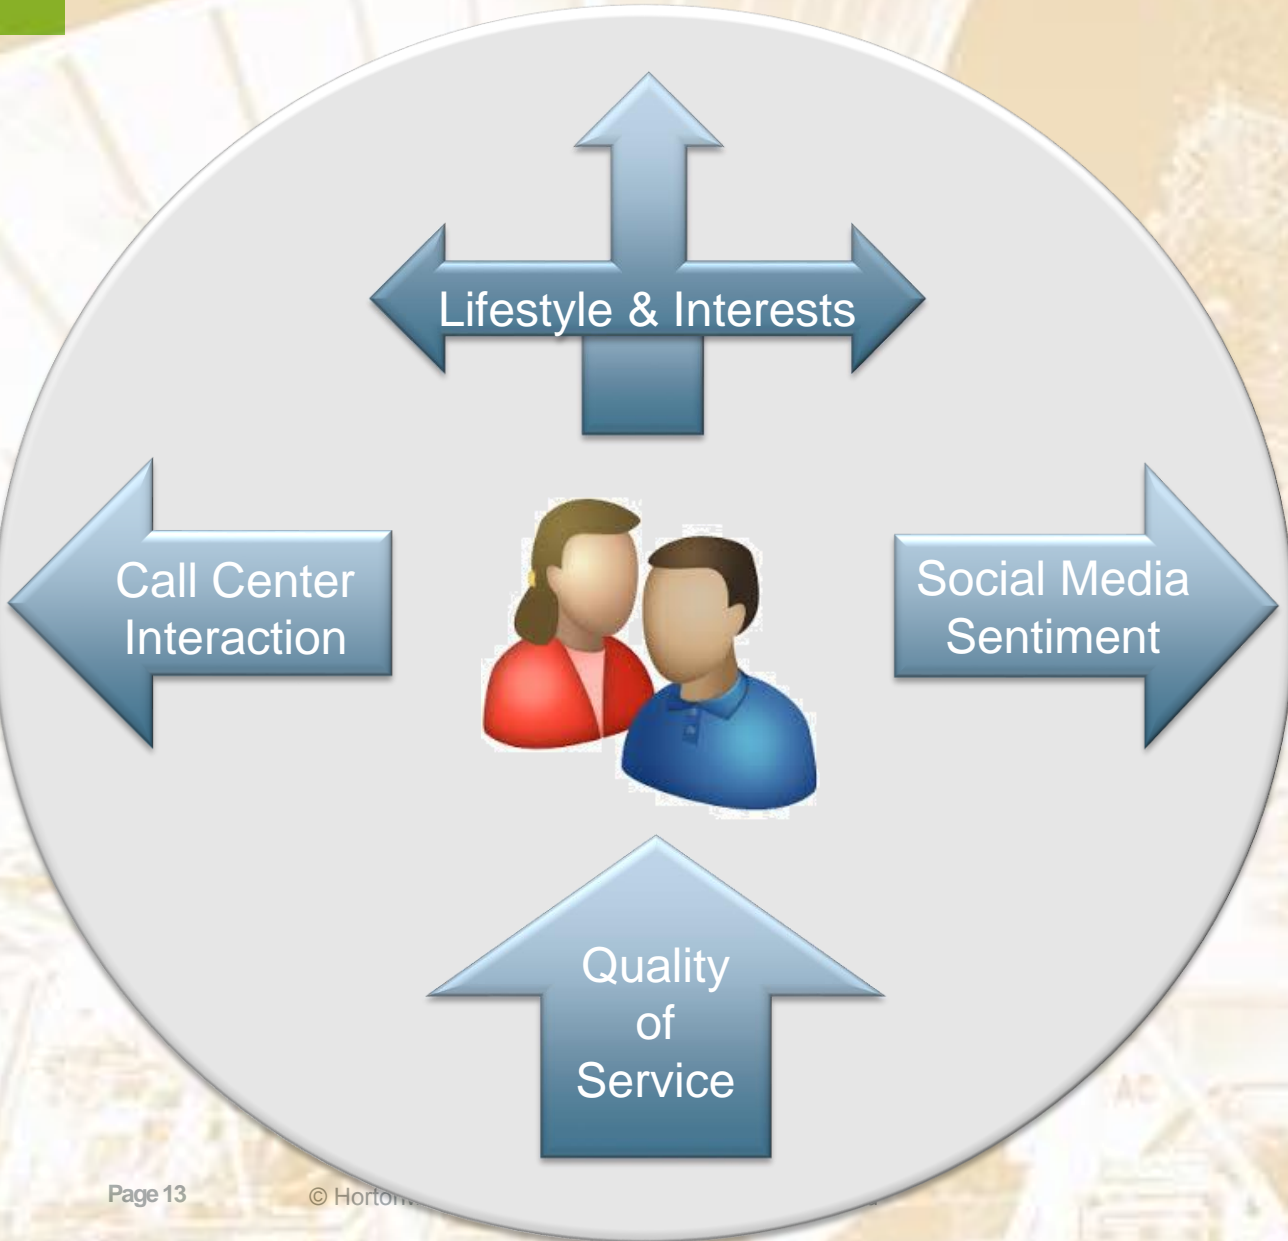 Lifestyle & Interests
Call Center
Interaction
Social Media
Sentiment
Quality
of
Service
Page 13
©